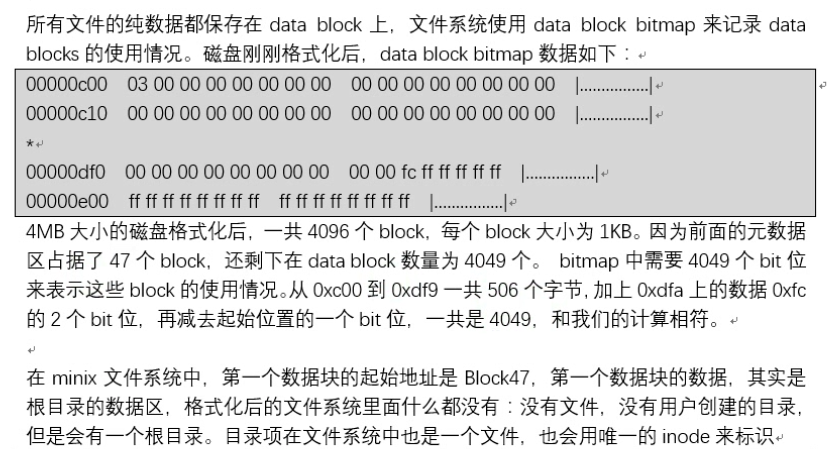 所有文件的纯数据都保存在 data block 上，文件系统使用 data block bitmap 来记录 data
blocks 的使用情况。磁盘刚刚格式化后，data block bitmap 数据如下：
00000c00 03 00 00 00 00 00 00 00 00 00 00 00 00 00 00 00 |................|
00000c10 00 00 00 00 00 00 00 00 00 00 00 00 00 00 00 00 |................|
*
00000df0 00 00 00 00 00 00 00 00 00 00 fc ff ff ff ff ff |................|
00000e00 ff ff ff ff ff ff ff ff ff ff ff ff ff ff ff ff |................|
4MB 大小的磁盘格式化后，一共 4096 个 block，每个 block 大小为 1KB。因为前面的元数据
区占据了 47 个 block，还剩下在 data block 数量为 4049 个。 bitmap 中需要 4049 个 bit 位
来表示这些 block 的使用情况。从 0xc00 到 0xdf9 一共 506 个字节，加上 0xdfa 上的数据 0xfc
的 2 个 bit 位，再减去起始位置的一个 bit 位，一共是 4049，和我们的计算相符。
在 minix 文件系统中，第一个数据块的起始地址是 Block47，第一个数据块的数据，其实是
根目录的数据区，格式化后的文件系统里面什么都没有：没有文件，没有用户创建的目录，
但是会有一个根目录。目录项在文件系统中也是一个文件，也会用唯一的 inode 来标识